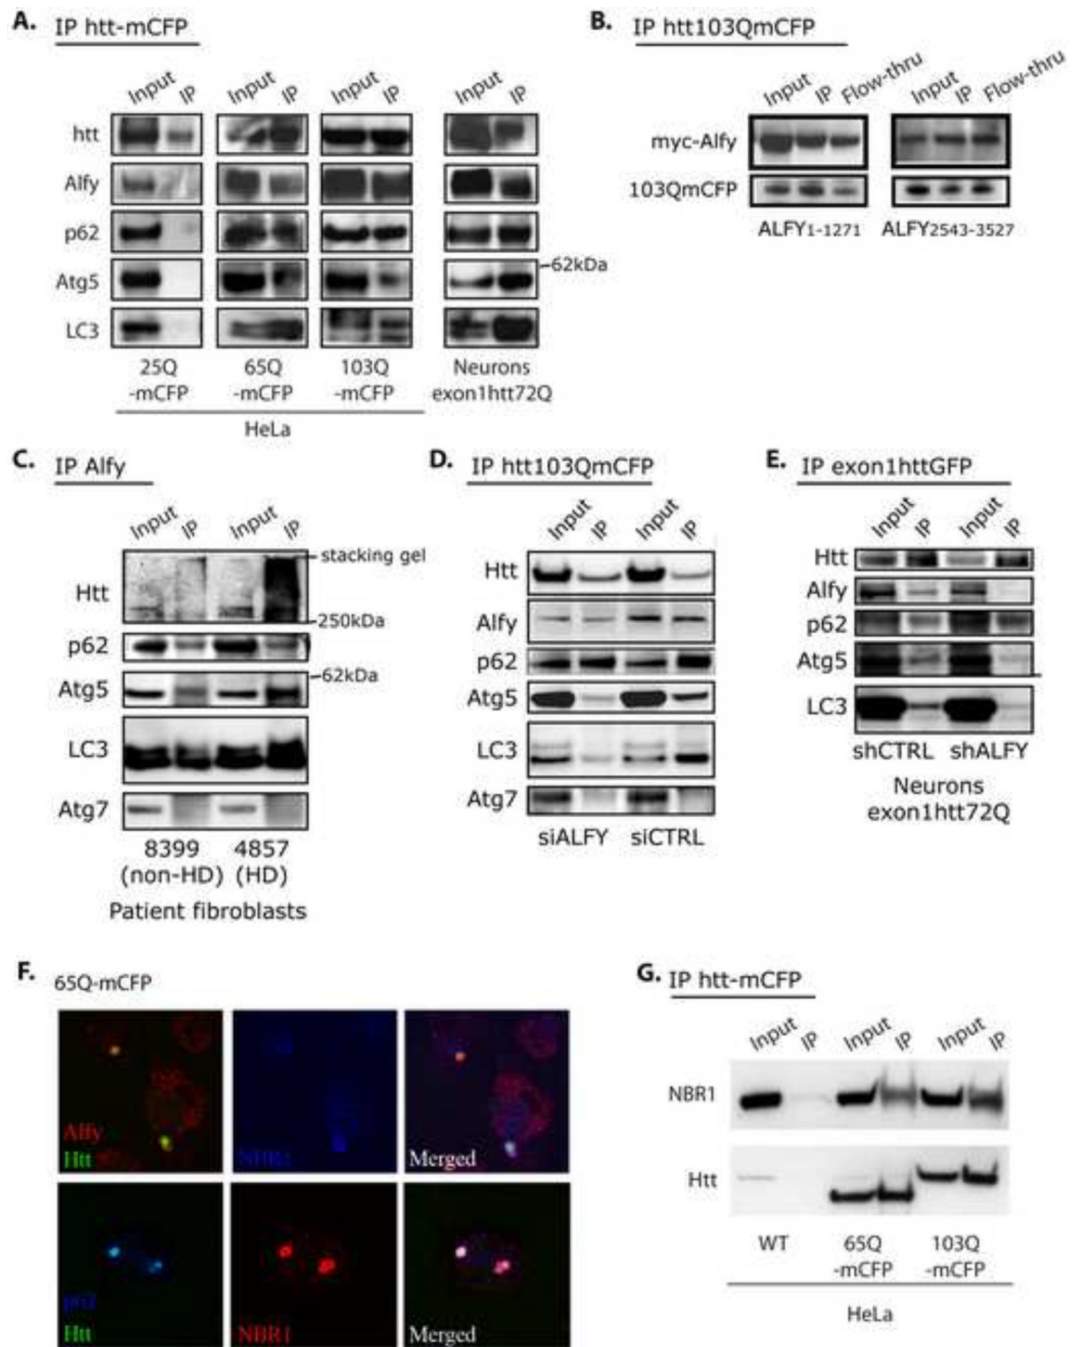 A. IP htt-mCFP
Input IP Input IP Input IP Input IP
htt
Alfy
p62
Atg5
LC3
62kDa
25Q -mCFP
65Q -mCFP
103Q -mCFP
Neurons exon1htt72Q
HeLa
B. IP htt103QmCFP
Input IP Flow-thru Input IP Flow-thru
myc-Alfy
103QmCFP
ALFY1-1271 ALFY2543-3527
C. IP Alfy
Input IP Input IP
Htt
stacking gel
250kDa
p62
62kDa
Atg5
LC3
Atg7
8399 (non-HD)
4857 (HD)
Patient fibroblasts
D. IP htt103QmCFP
Input IP Input IP
Htt
Alfy
p62
Atg5
LC3
Atg7
siALFY siCTRL
E. IP exon1httGFP
Input IP Input IP
Htt
Alfy
p62
Atg5
LC3
shCTRL shALFY
Neurons
exon1htt72Q
F. 65Q-mCFP
Alfy
Htt
NBR1
Merged
p62
Htt
NBR1
Merged
G. IP htt-mCFP
Input IP Input IP Input IP
NBR1
Htt
WT
65Q -mCFP
103Q -mCFP
HeLa